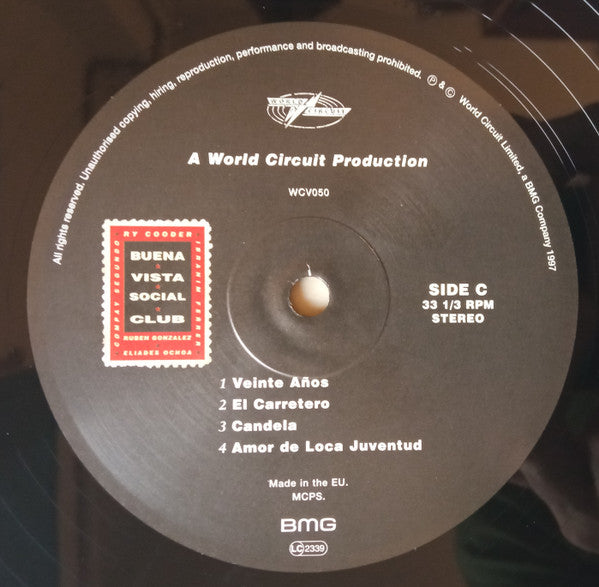 All rights reserved. Unauthorised copying, hiring, reproduction, performance and broadcasting prohibited. ℗ & © World Circuit Limited, a BMG Company 1997
WORLD CIRCUIT
A World Circuit Production
WCV050
RY COODER
IBRAHIM FERRER
COMPAY SEGUNDO
BUENA
VISTA
SOCIAL
CLUB
RUBEN GONZALEZ
ELIADES OCHOA
SIDE C
33 1/3 RPM
STEREO
1 Veinte Años
2 El Carretero
3 Candela
4 Amor de Loca Juventud
Made in the EU.
MCPS.
BMG
LC 2339